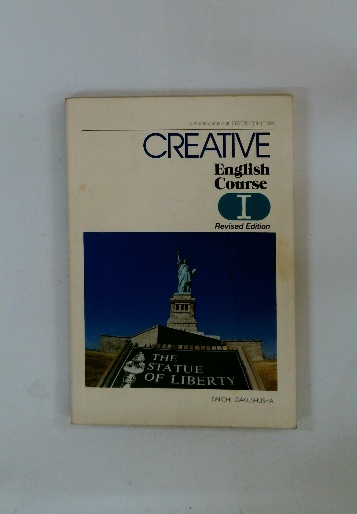 CREATIVE
English
Course
I
Revised Edition
THE
STATUE
OF LIBERTY
DAIICHI GAKUSHUSHA